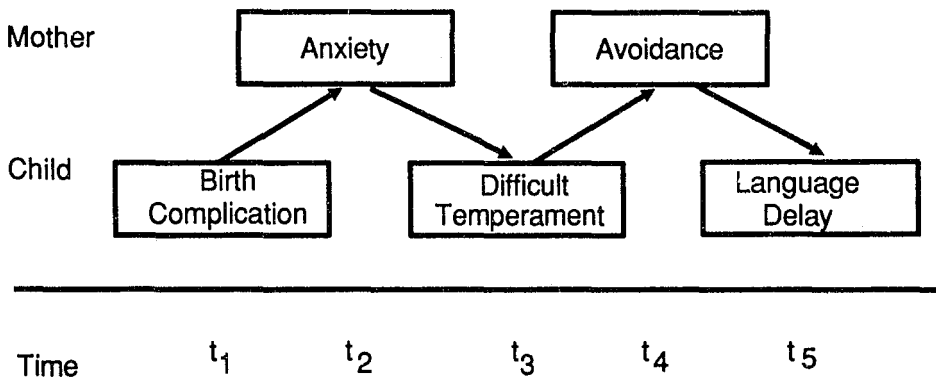 Mother
Anxiety
Avoidance
Child
Birth
Complication
Difficult
Temperament
Language
Delay
Time
t1
t2
t3
t4
t5